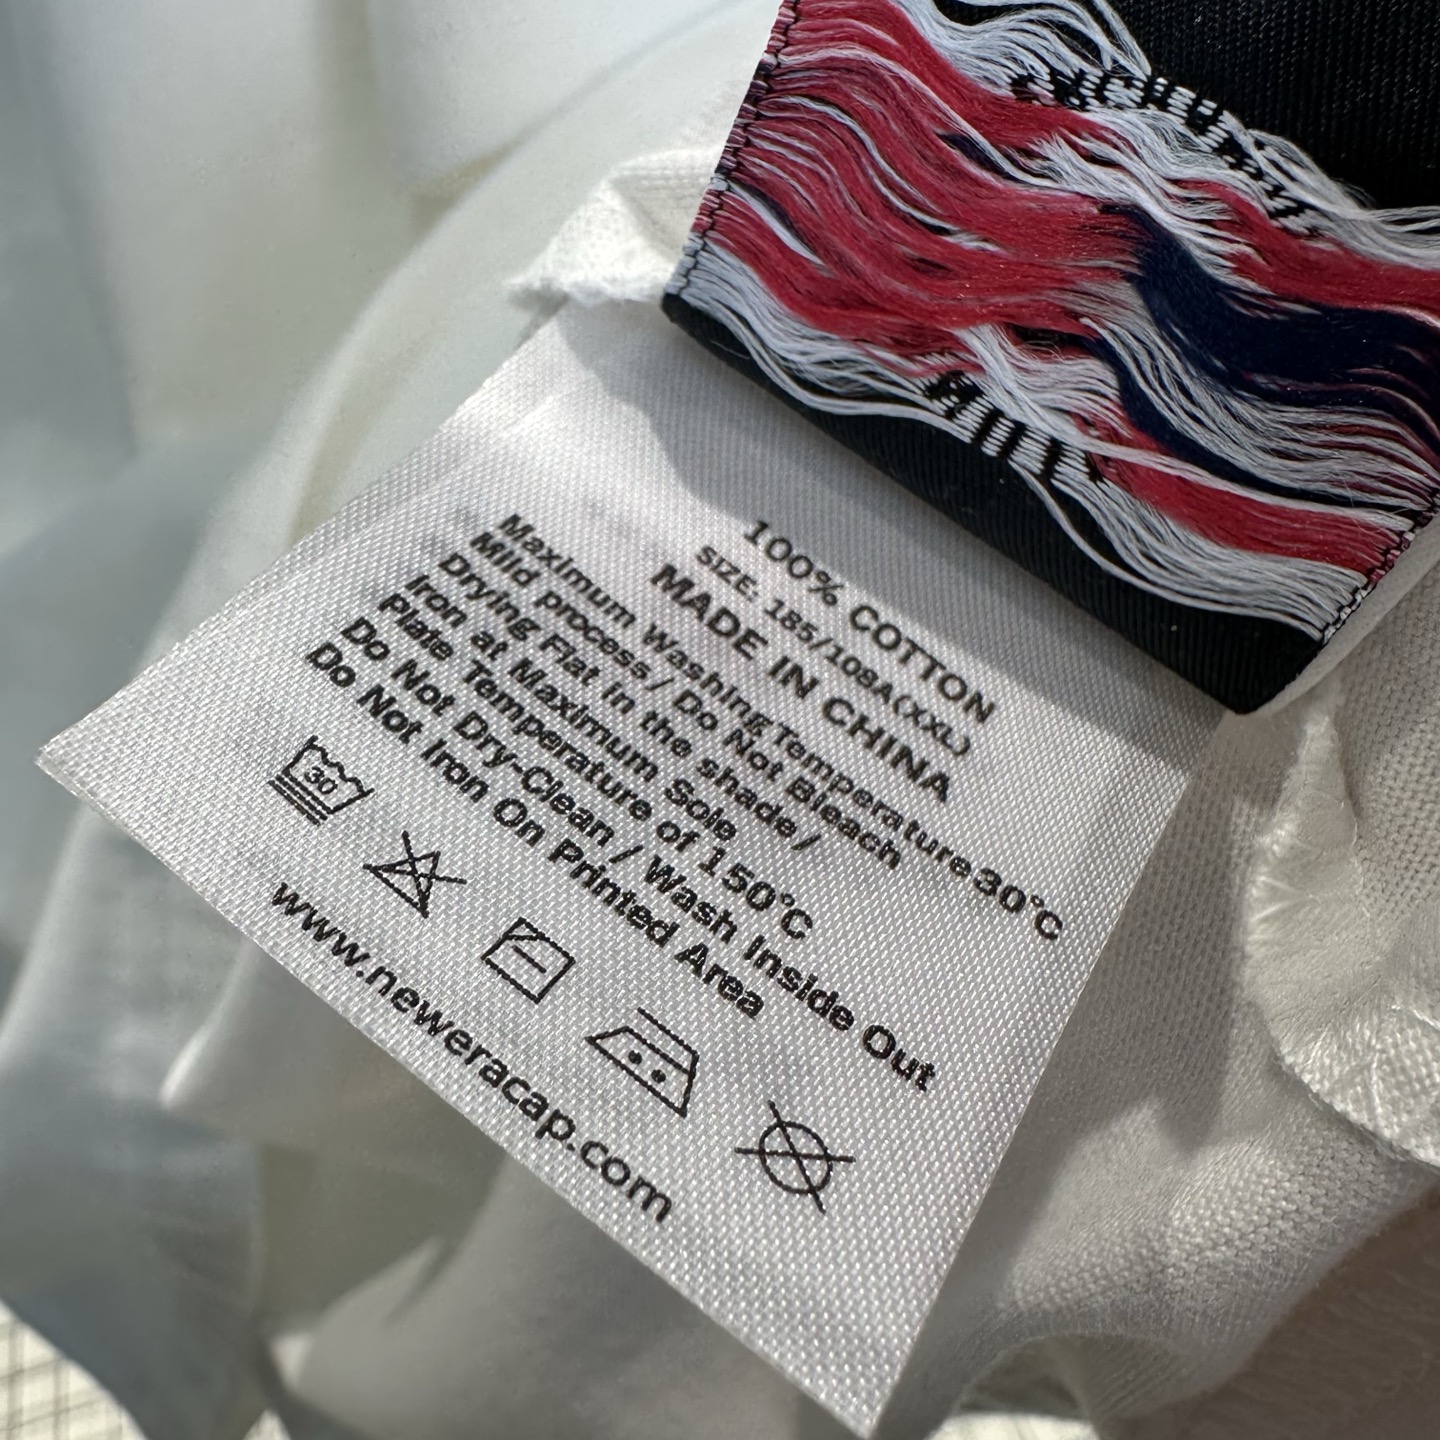 100% COTTON
SIZE: 185/108A(XXL)
MADE IN CHINA
Maximum Washing Temperature 30°C
Mild process / Do Not Bleach
Drying Flat in the shade /
Iron at Maximum Sole
Plate Temperature of 150°C
Do Not Dry-Clean / Wash Inside Out
Do Not Iron On Printed Area
30
www.neweracap.com